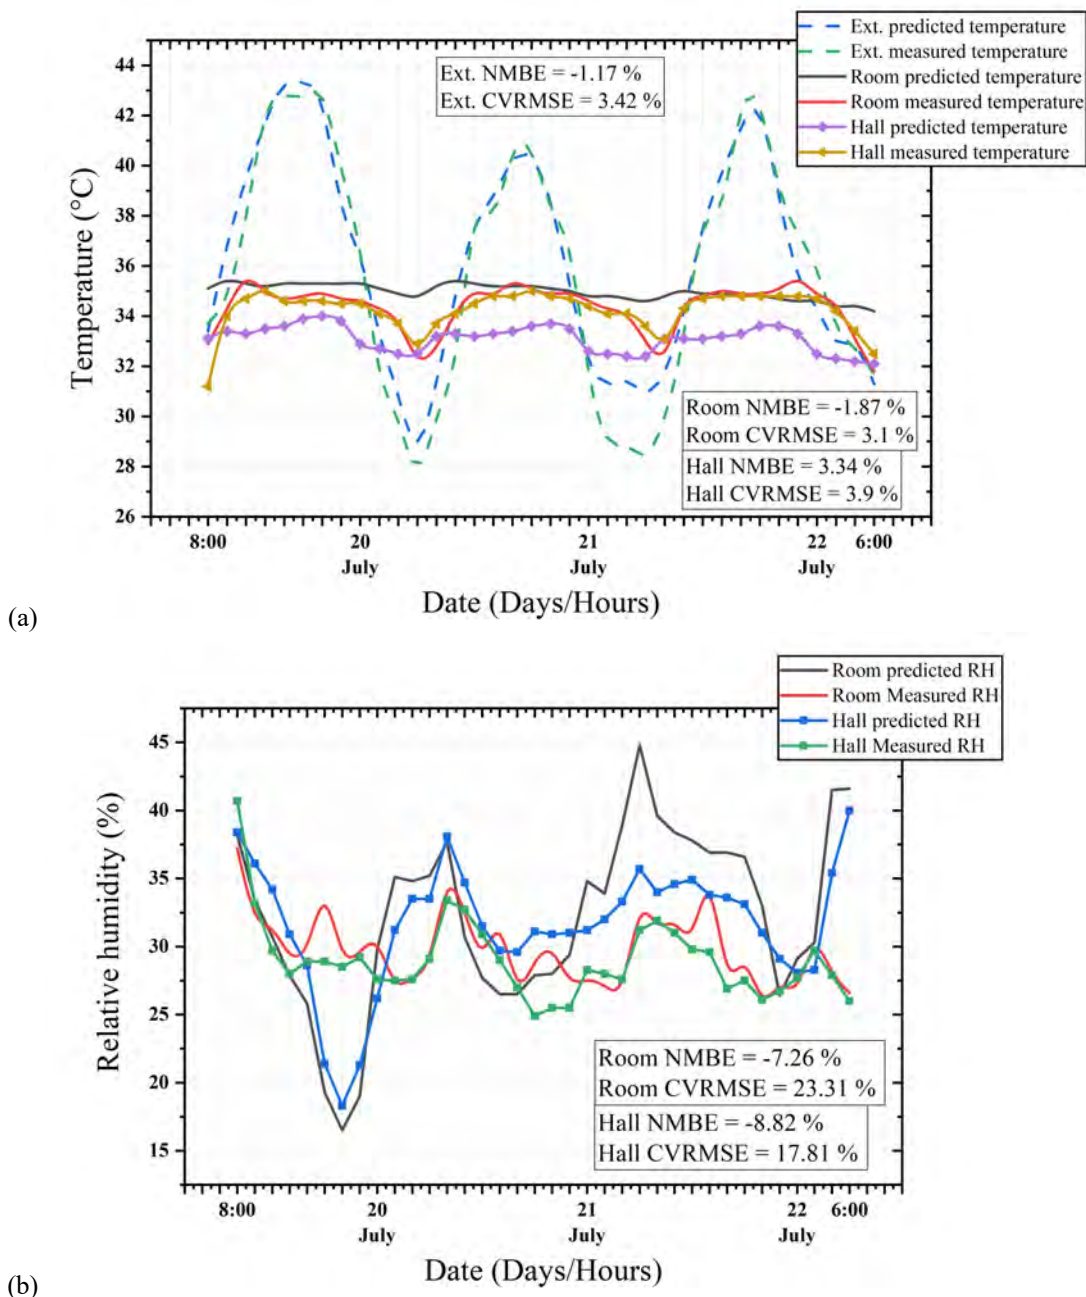 (a)
Ext. predicted temperature
Ext. measured temperature
Room predicted temperature
Room measured temperature
Hall predicted temperature
Hall measured temperature
Ext. NMBE = -1.17 %
Ext. CVRMSE = 3.42 %
Temperature (°C)
44
42
40
38
36
34
32
30
28
26
Room NMBE = -1.87 %
Room CVRMSE = 3.1 %
Hall NMBE = 3.34 %
Hall CVRMSE = 3.9 %
8:00 20 21 22 6:00
July July July
Date (Days/Hours)
(b)
Room predicted RH
Room Measured RH
Hall predicted RH
Hall Measured RH
Relative humidity (%)
45
40
35
30
25
20
15
Room NMBE = -7.26 %
Room CVRMSE = 23.31 %
Hall NMBE = -8.82 %
Hall CVRMSE = 17.81 %
8:00 20 21 22 6:00
July July July
Date (Days/Hours)